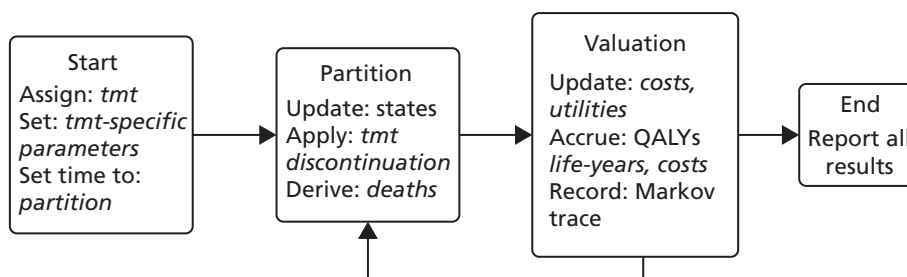 Start
Assign: tmt
Set: tmt-specific
parameters
Set time to:
partition
Partition
Update: states
Apply: tmt
discontinuation
Derive: deaths
Valuation
Update: costs,
utilities
Accrue: QALYs
life-years, costs
Record: Markov
trace
End
Report all
results